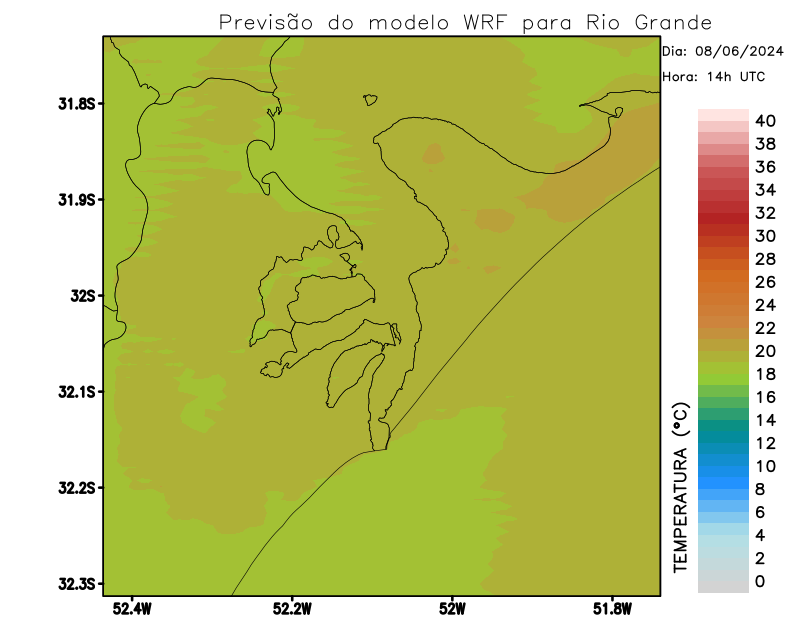 Previsão do modelo WRF para Rio Grande
Dia: 08/06/2024
Hora: 14h UTC
31.8S
31.9S
32S
32.1S
32.2S
32.3S
52.4W
52.2W
52W
51.8W
TEMPERATURA (°C)
40
38
36
34
32
30
28
26
24
22
20
18
16
14
12
10
8
6
4
2
0